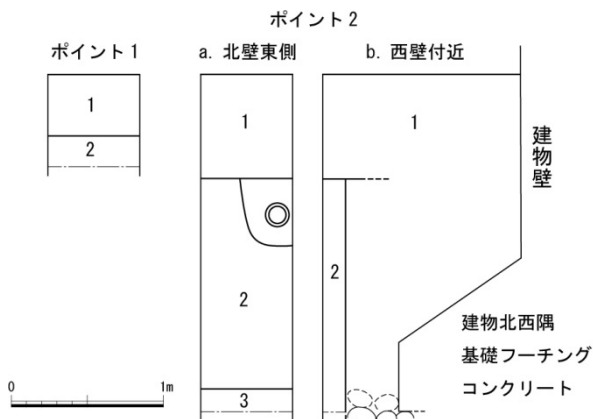 ポイント2
ポイント1
a. 北壁東側
b. 西壁付近
1
2
1
2
3
1
2
建物壁
建物北西隅
基礎フーチング
コンクリート
0
1m